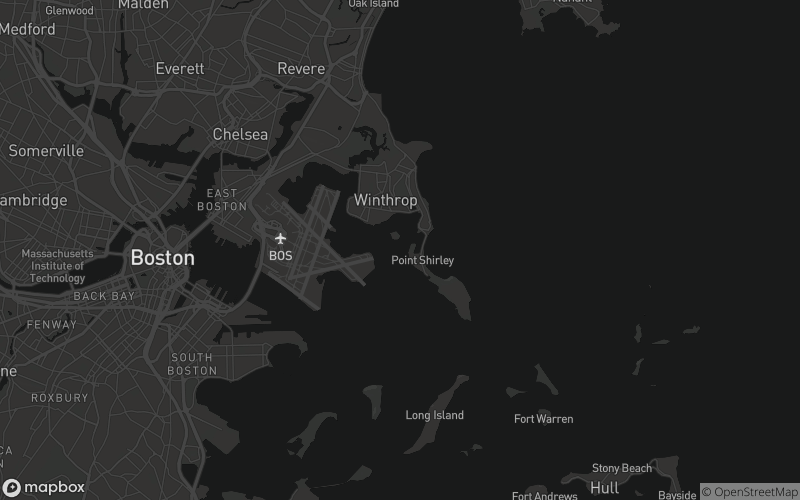 Oak Island
Nahant
Glenwood
Malden
Medford
Everett
Revere
Chelsea
Somerville
ambridge
EAST
BOSTON
Winthrop
BOS
Massachusetts
Institute of
Technology
Boston
Point Shirley
BACK BAY
FENWAY
SOUTH
BOSTON
ne
ROXBURY
Long Island
Fort Warren
CA
N
Stony Beach
Hull
Fort Andrews
Bayside
mapbox
© OpenStreetMap